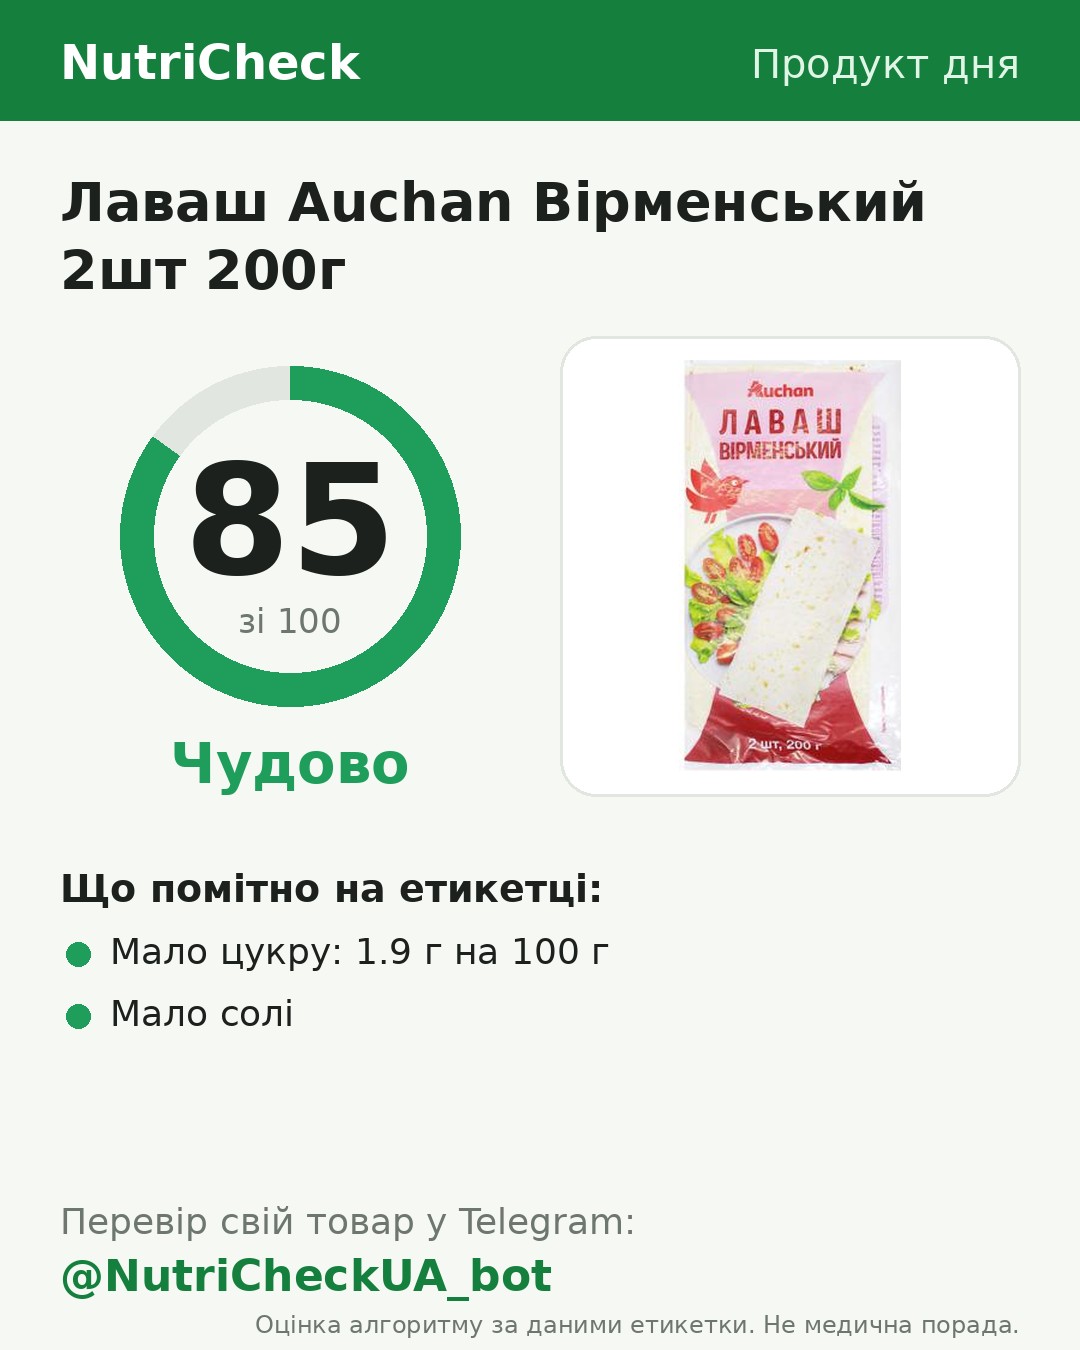 NutriCheck
Продукт дня
Лаваш Auchan Вірменський
2шт 200г
85
зі 100
Чудово
Auchan
ЛАВАШ
ВІРМЕНСЬКИЙ
2 шт, 200 г
Що помітно на етикетці:
Мало цукру: 1.9 г на 100 г
Мало солі
Перевір свій товар у Telegram:
@NutriCheckUA_bot
Оцінка алгоритму за даними етикетки. Не медична порада.